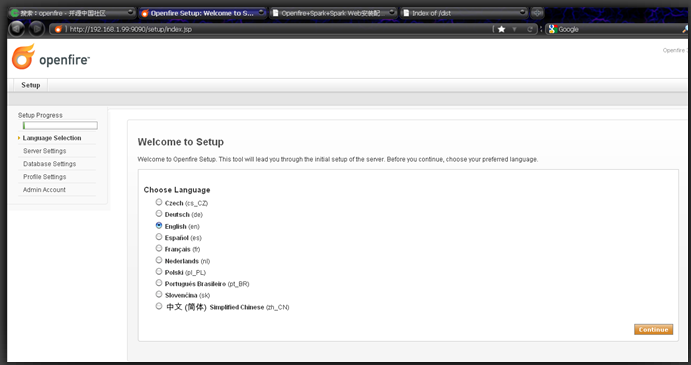 搜索：openfire - 开源中国社区
Openfire Setup: Welcome to S...
Openfire+Spark+Spark Web安装配...
Index of /dist
http://192.168.1.99:9090/setup/index.jsp
Google
openfire
Openfire
Setup
Setup Progress
Language Selection
Server Settings
Database Settings
Profile Settings
Admin Account
Welcome to Setup
Welcome to Openfire Setup. This tool will lead you through the initial setup of the server. Before you continue, choose your preferred language.
Choose Language
Czech (cs_CZ)
Deutsch (de)
English (en)
Español (es)
Français (fr)
Nederlands (nl)
Polski (pl_PL)
Português Brasileiro (pt_BR)
Slovenčina (sk)
中文 (简体) Simplified Chinese (zh_CN)
Continue